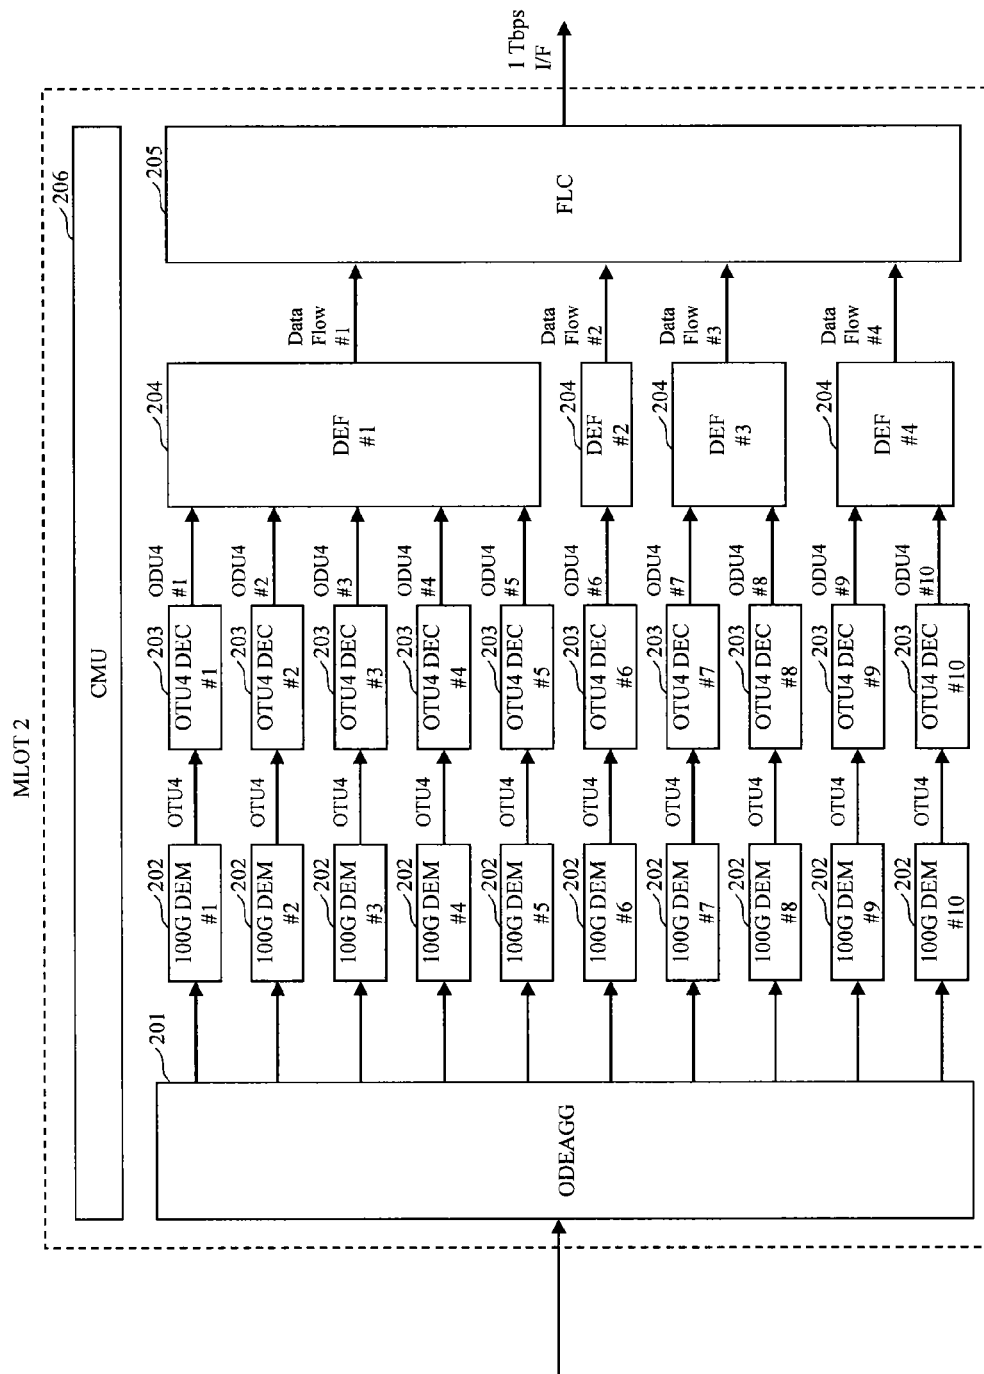 MLOT 2
206
CMU
201
ODEAGG
202
100G DEM
#1
202
100G DEM
#2
202
100G DEM
#3
202
100G DEM
#4
202
100G DEM
#5
202
100G DEM
#6
202
100G DEM
#7
202
100G DEM
#8
202
100G DEM
#9
202
100G DEM
#10
OTU4
OTU4
OTU4
OTU4
OTU4
OTU4
OTU4
OTU4
OTU4
OTU4
203
OTU4 DEC
#1
203
OTU4 DEC
#2
203
OTU4 DEC
#3
203
OTU4 DEC
#4
203
OTU4 DEC
#5
203
OTU4 DEC
#6
203
OTU4 DEC
#7
203
OTU4 DEC
#8
203
OTU4 DEC
#9
203
OTU4 DEC
#10
ODU4
#1
ODU4
#2
ODU4
#3
ODU4
#4
ODU4
#5
ODU4
#6
ODU4
#7
ODU4
#8
ODU4
#9
ODU4
#10
204
DEF
#1
204
DEF
#2
204
DEF
#3
204
DEF
#4
Data
Flow
#1
Data
Flow
#2
Data
Flow
#3
Data
Flow
#4
205
FLC
1 Tbps
I/F